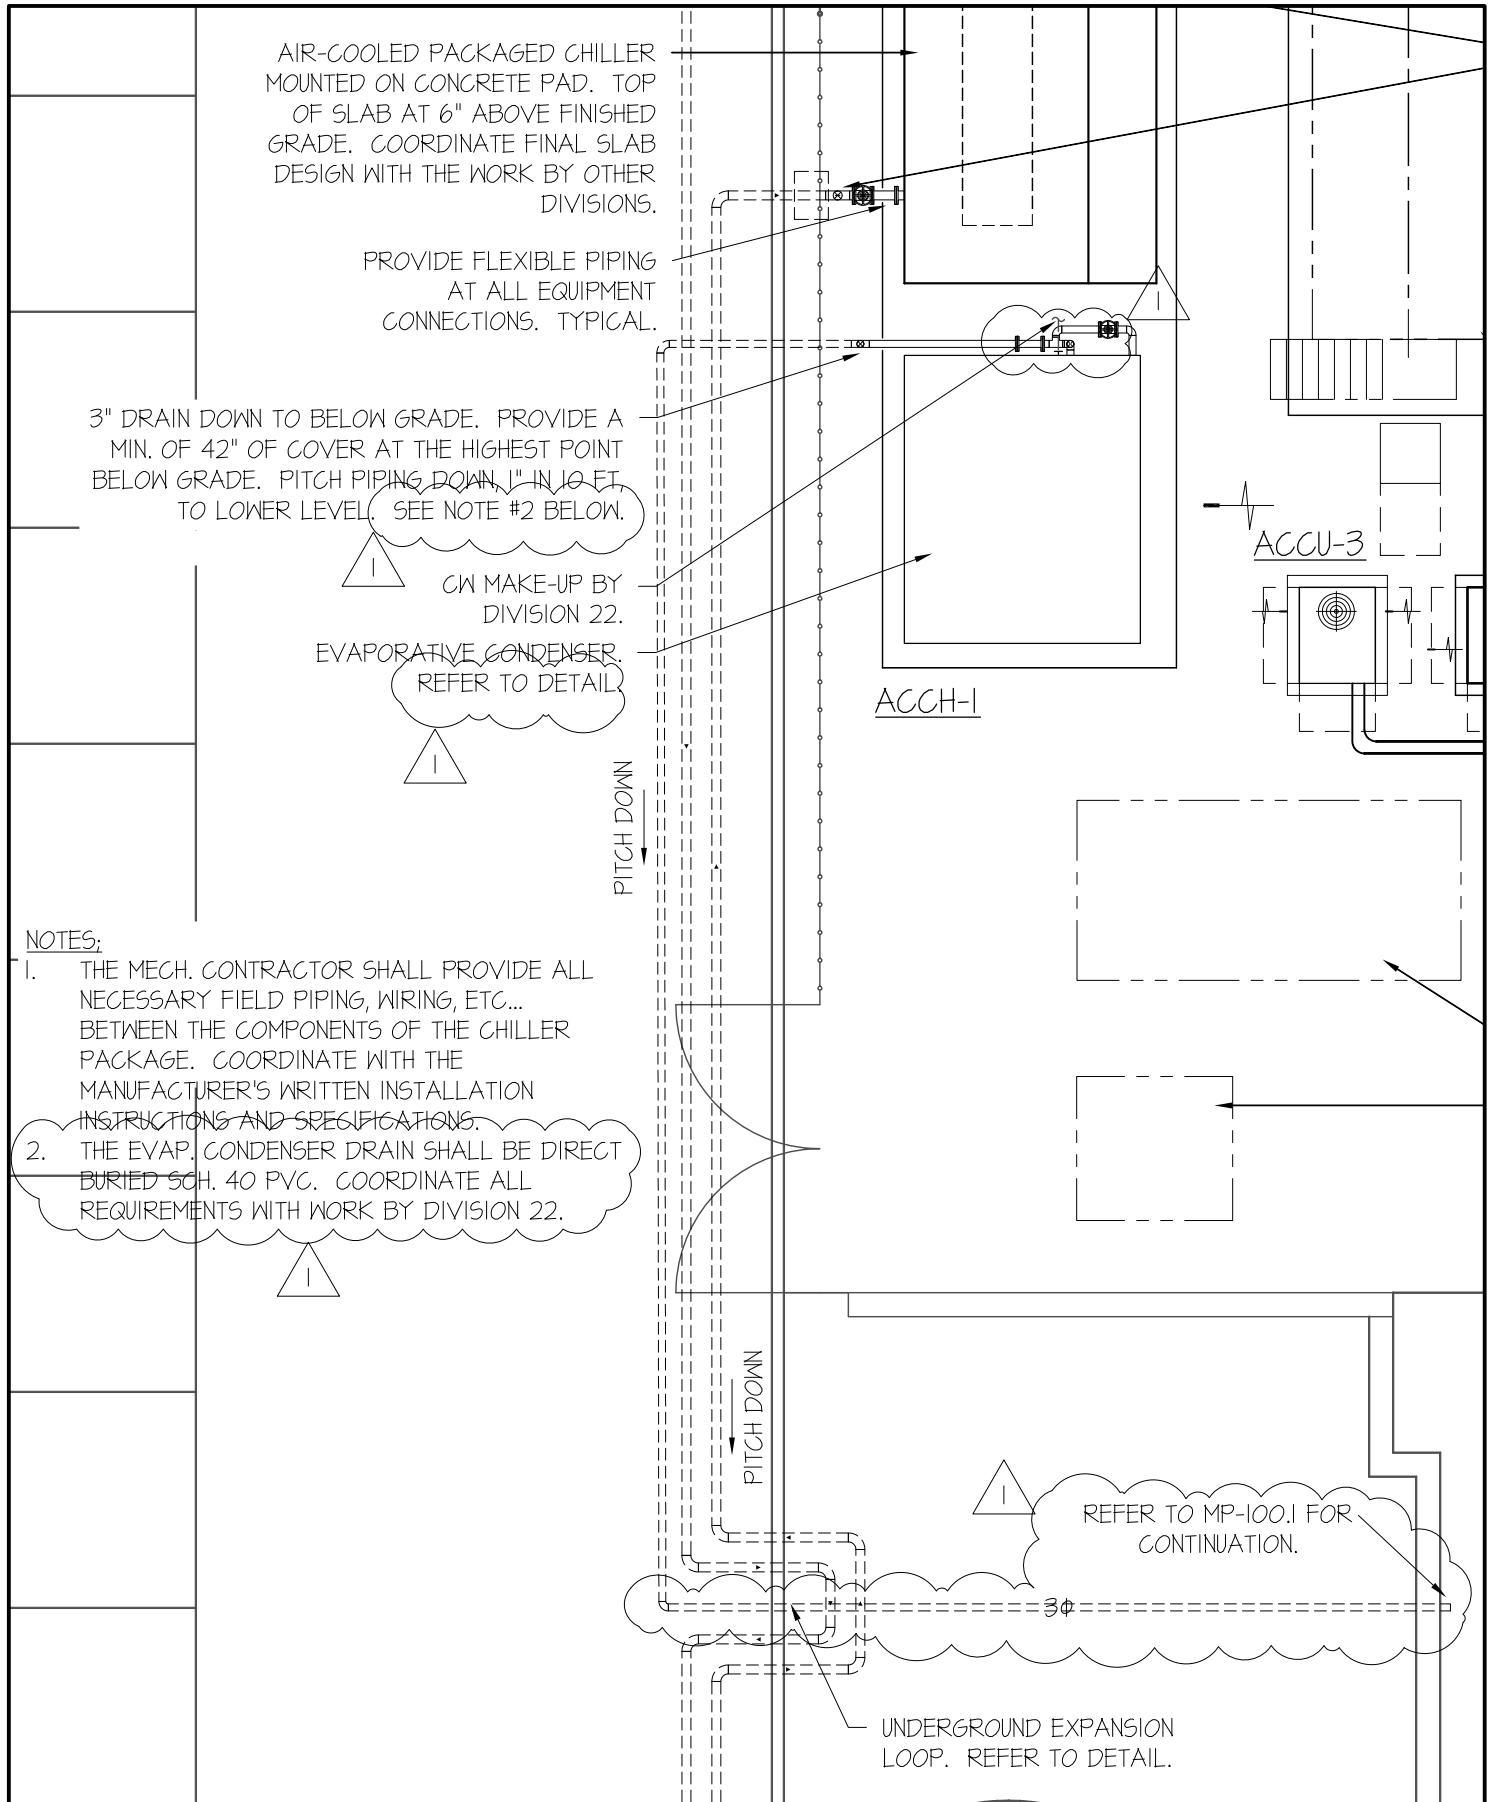 AIR-COOLED PACKAGED CHILLER
MOUNTED ON CONCRETE PAD. TOP
OF SLAB AT 6" ABOVE FINISHED
GRADE. COORDINATE FINAL SLAB
DESIGN WITH THE WORK BY OTHER
DIVISIONS.
PROVIDE FLEXIBLE PIPING
AT ALL EQUIPMENT
CONNECTIONS. TYPICAL.
1
3" DRAIN DOWN TO BELOW GRADE. PROVIDE A
MIN. OF 42" OF COVER AT THE HIGHEST POINT
BELOW GRADE. PITCH PIPING DOWN, 1" IN 10 FT,
TO LOWER LEVEL. SEE NOTE #2 BELOW.
1
CW MAKE-UP BY
DIVISION 22.
EVAPORATIVE CONDENSER.
REFER TO DETAIL.
1
ACCU-3
ACCH-1
PITCH DOWN
NOTES;
1. THE MECH. CONTRACTOR SHALL PROVIDE ALL
NECESSARY FIELD PIPING, WIRING, ETC...
BETWEEN THE COMPONENTS OF THE CHILLER
PACKAGE. COORDINATE WITH THE
MANUFACTURER'S WRITTEN INSTALLATION
INSTRUCTIONS AND SPECIFICATIONS.
2. THE EVAP. CONDENSER DRAIN SHALL BE DIRECT
BURIED SCH. 40 PVC. COORDINATE ALL
REQUIREMENTS WITH WORK BY DIVISION 22.
1
PITCH DOWN
1
REFER TO MP-100.1 FOR
CONTINUATION.
3ø
UNDERGROUND EXPANSION
LOOP. REFER TO DETAIL.